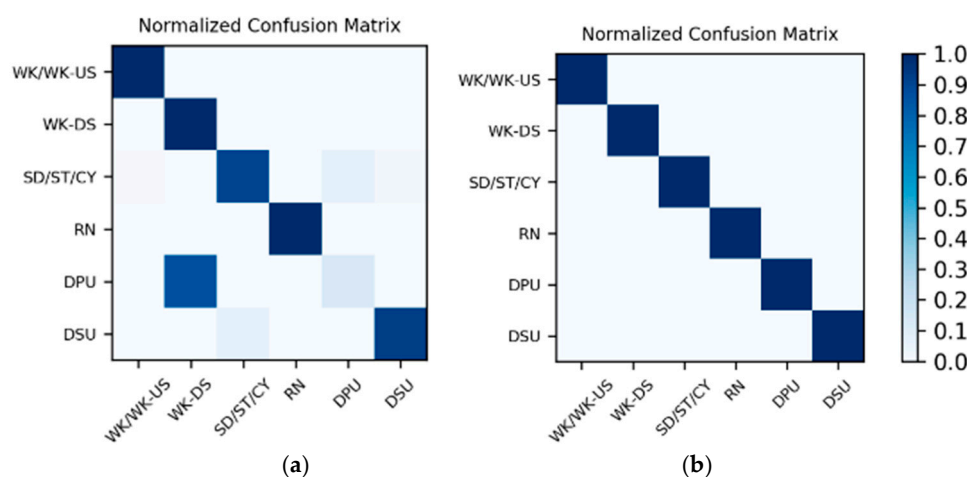 (a)
Normalized Confusion Matrix
WK/WK-US
WK-DS
SD/ST/CY
RN
DPU
DSU
WK/WK-US
WK-DS
SD/ST/CY
RN
DPU
DSU
(a)
Normalized Confusion Matrix
WK/WK-US
WK-DS
SD/ST/CY
RN
DPU
DSU
WK/WK-US
WK-DS
SD/ST/CY
RN
DPU
DSU
(b)
1.0
0.9
0.8
0.7
0.6
0.5
0.4
0.3
0.2
0.1
0.0